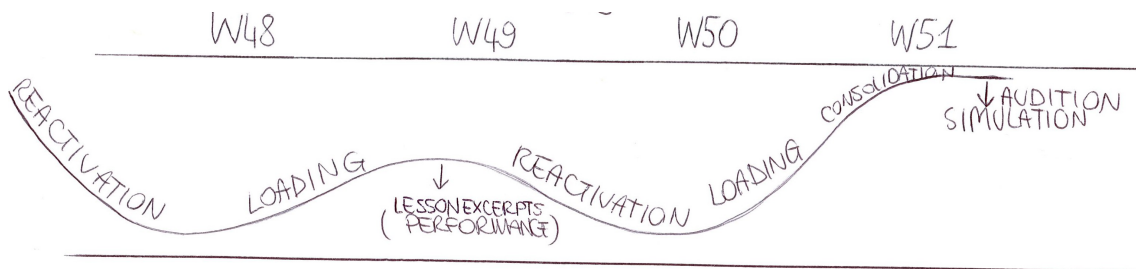 W48 W49 W50 W51
REACTIVATION
LOADING
LESSON EXCERPTS
(PERFORMANCE)
REACTIVATION
LOADING
CONSOLIDATION
AUDITION
SIMULATION